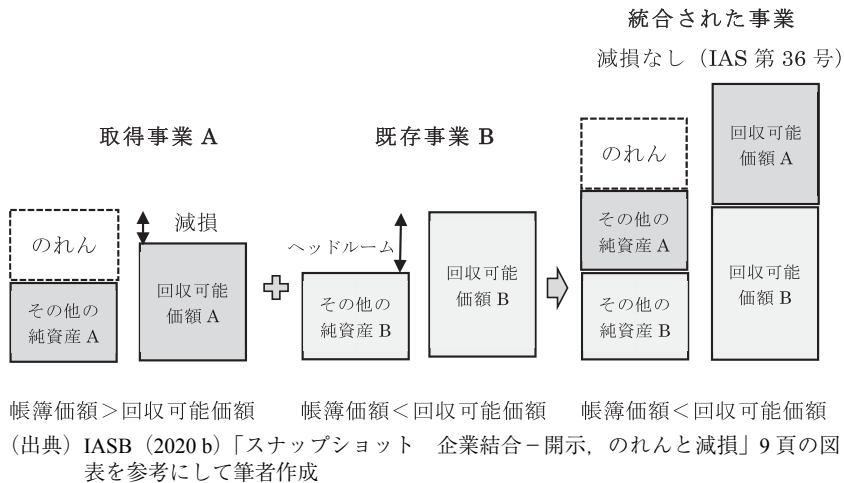 統合された事業
減損なし（IAS 第 36 号）
取得事業 A
既存事業 B
のれん
その他の
純資産 A
減損
回収可能
価額 A
ヘッドルーム
その他の
純資産 B
回収可能
価額 B
のれん
その他の
純資産 A
その他の
純資産 B
回収可能
価額 A
回収可能
価額 B
帳簿価額＞回収可能価額
帳簿価額＜回収可能価額
帳簿価額＜回収可能価額
（出典）IASB（2020 b）「スナップショット　企業結合－開示，のれんと減損」9 頁の図
表を参考にして筆者作成